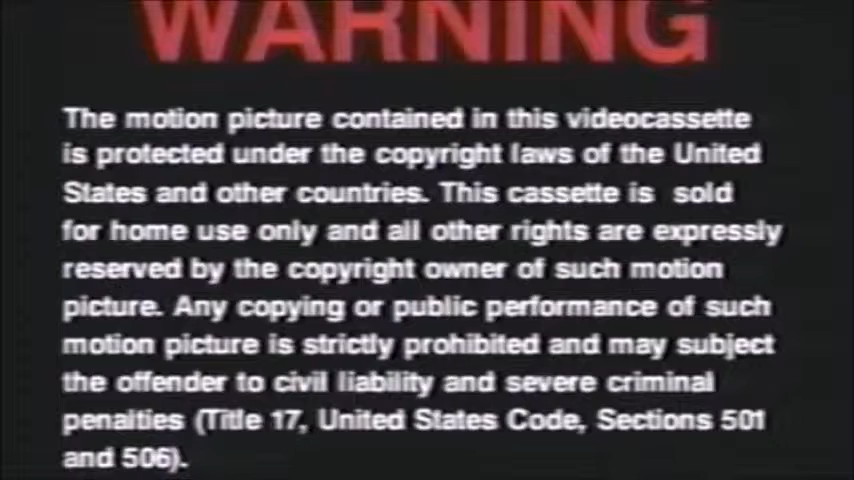 WARNING
The motion picture contained in this videocassette
is protected under the copyright laws of the United
States and other countries. This cassette is sold
for home use only and all other rights are expressly
reserved by the copyright owner of such motion
picture. Any copying or public performance of such
motion picture is strictly prohibited and may subject
the offender to civil liability and severe criminal
penalties (Title 17, United States Code, Sections 501
and 506).